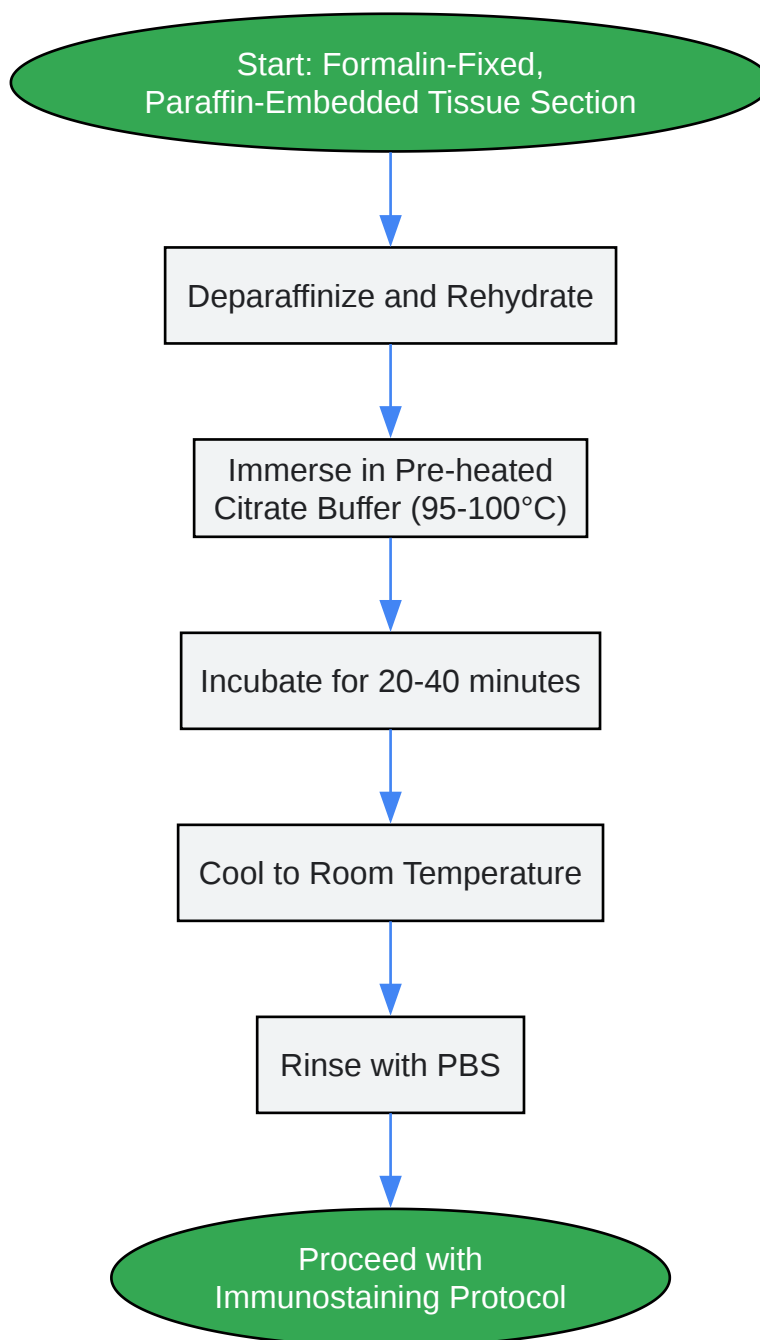 Start: Formalin-Fixed,
Paraffin-Embedded Tissue Section
Deparaffinize and Rehydrate
Immerse in Pre-heated
Citrate Buffer (95-100°C)
Incubate for 20-40 minutes
Cool to Room Temperature
Rinse with PBS
Proceed with
Immunostaining Protocol